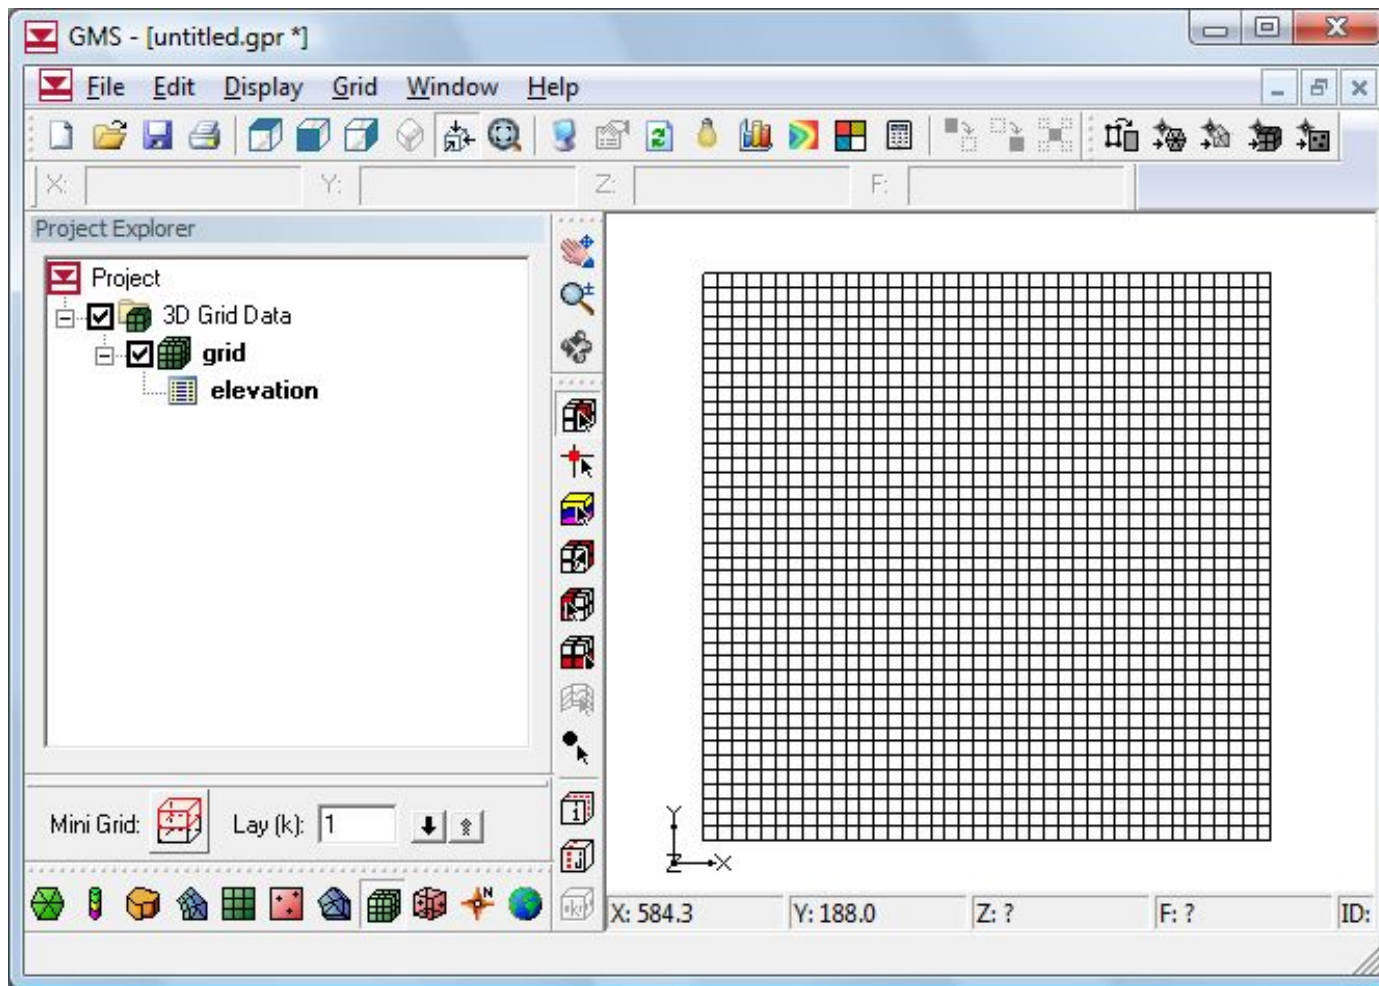 GMS - [untitled.gpr *]
File Edit Display Grid Window Help
X: Y: Z: F:
Project Explorer
Project
3D Grid Data
grid
elevation
Mini Grid: Lay (k): 1
Y
Z X
X: 584.3 Y: 188.0 Z: ? F: ? ID: